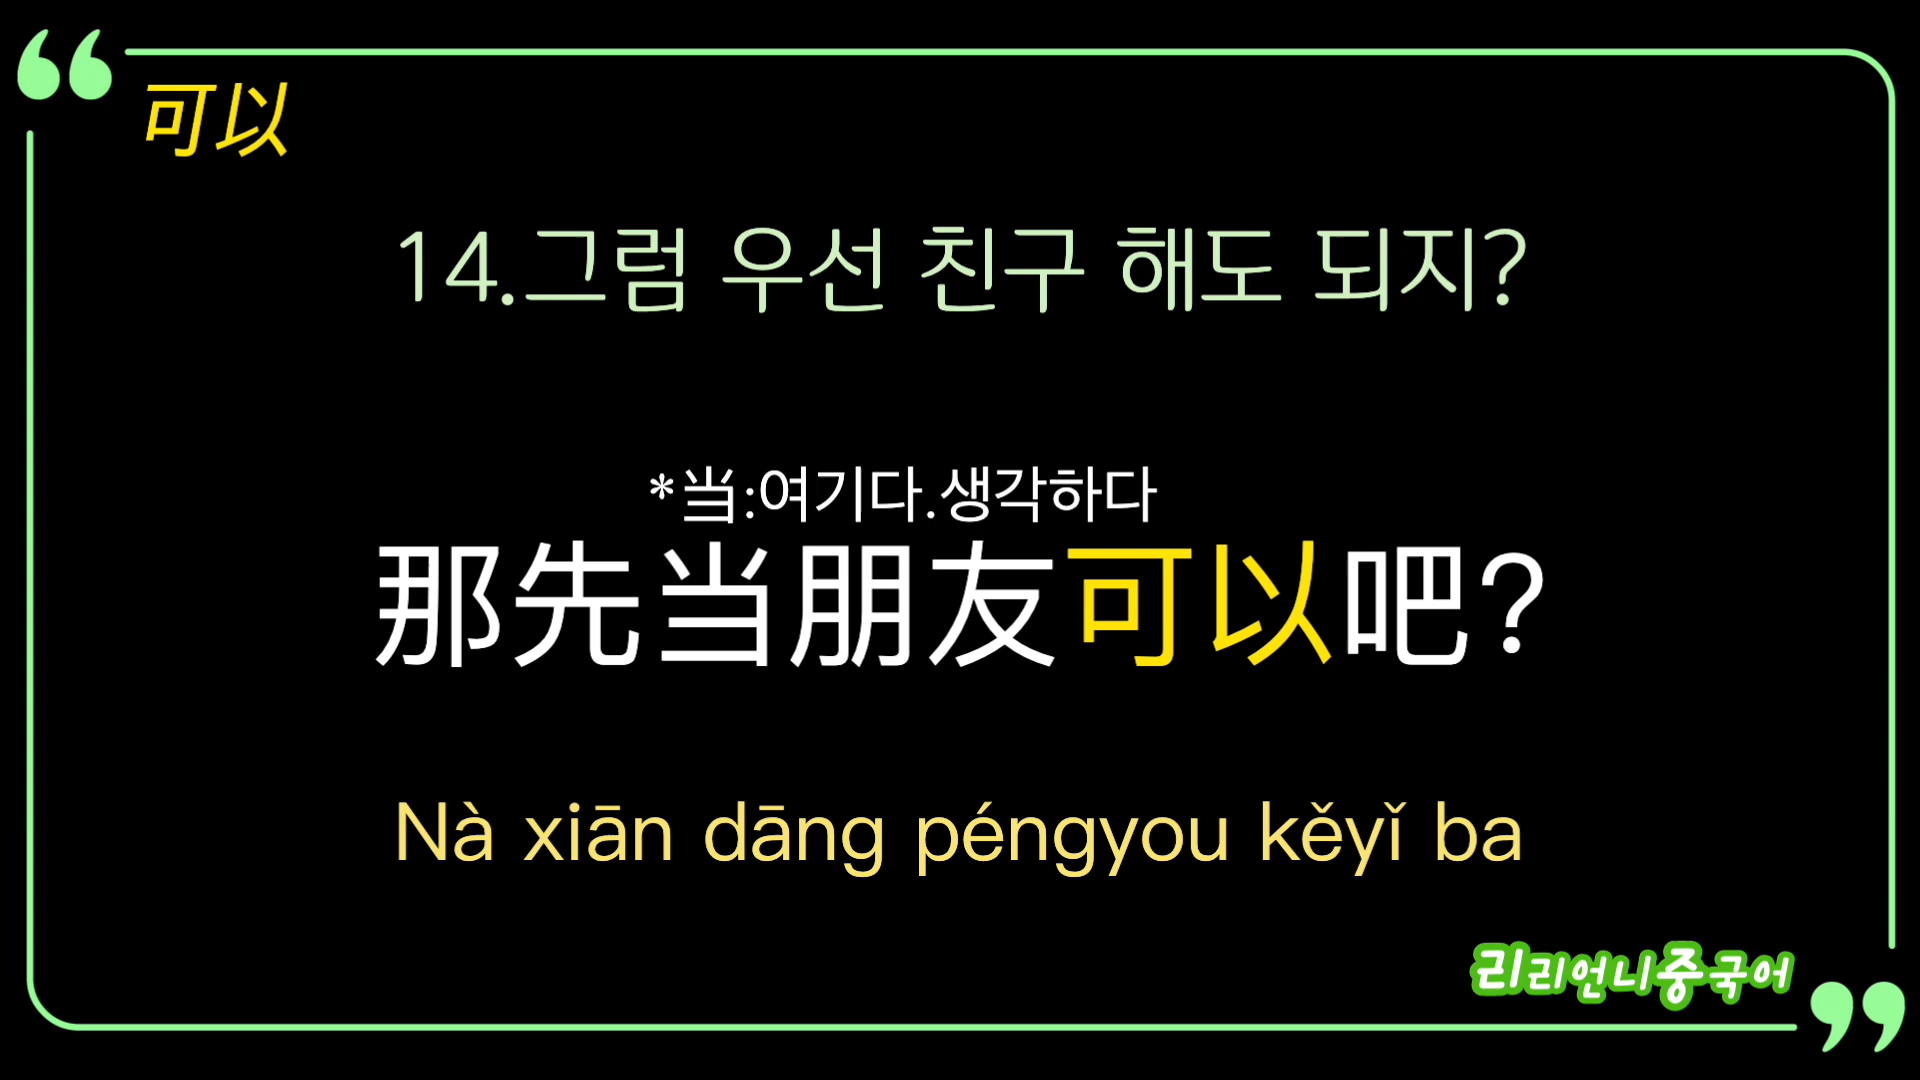 可以
14.그럼 우선 친구 해도 되지?
*当:여기다.생각하다
那先当朋友可以吧?
Nà xiān dāng péngyou kěyǐ ba
리리언니중국어